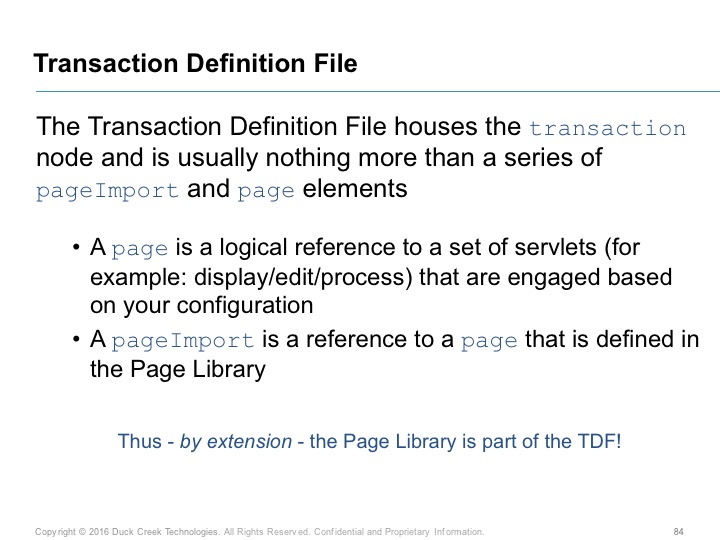 Transaction Definition File
The Transaction Definition File houses the transaction
node and is usually nothing more than a series of
pageImport and page elements
• A page is a logical reference to a set of servlets (for
example: display/edit/process) that are engaged based
on your configuration
• A pageImport is a reference to a page that is defined in
the Page Library
Thus - by extension - the Page Library is part of the TDF!
Copyright © 2016 Duck Creek Technologies. All Rights Reserved. Confidential and Proprietary Information.
84